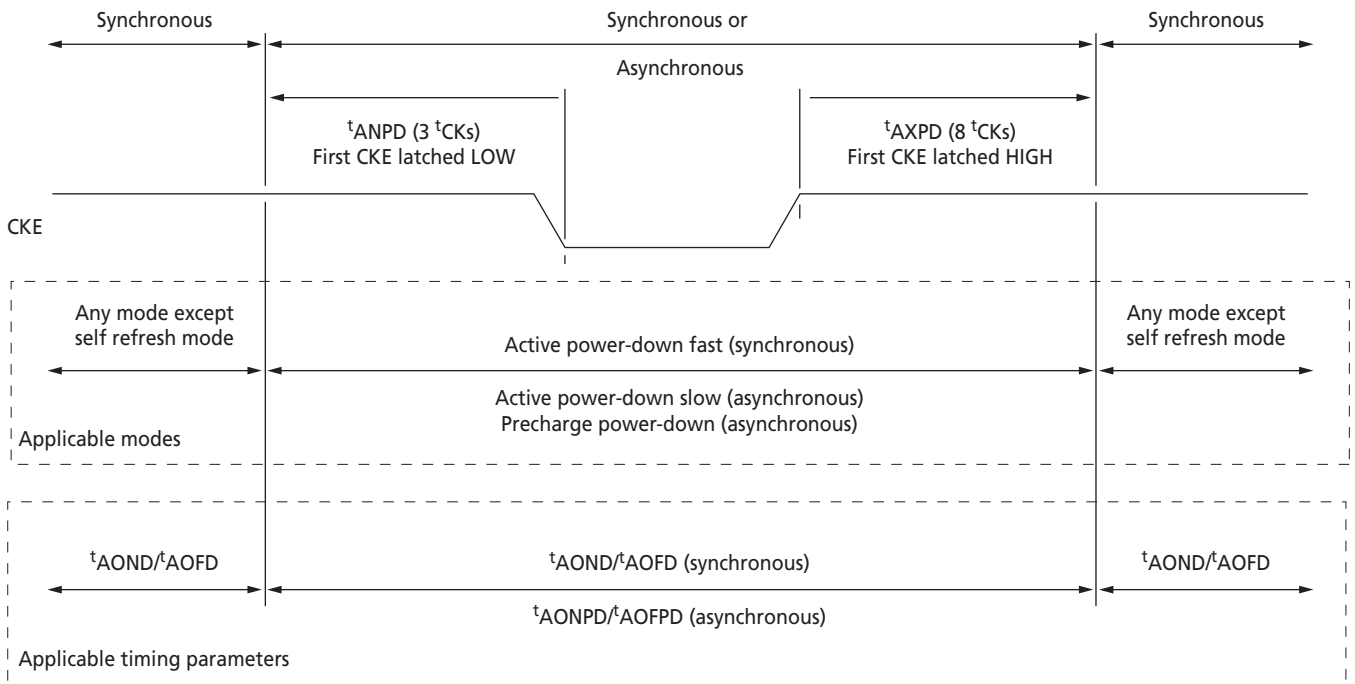 Synchronous
Synchronous or
Synchronous
Asynchronous
tANPD (3 tCKs)
First CKE latched LOW
tAXPD (8 tCKs)
First CKE latched HIGH
CKE
Any mode except
self refresh mode
Active power-down fast (synchronous)
Any mode except
self refresh mode
Active power-down slow (asynchronous)
Precharge power-down (asynchronous)
Applicable modes
tAOND/tAOFD
tAOND/tAOFD (synchronous)
tAOND/tAOFD
tAONPD/tAOFPD (asynchronous)
Applicable timing parameters